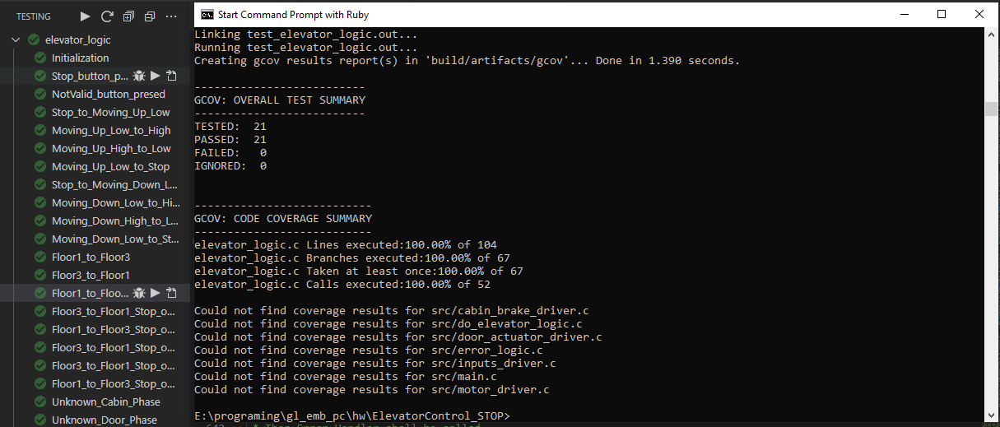 TESTING
elevator_logic
Initialization
Stop_button_p...
NotValid_button_presed
Stop_to_Moving_Up_Low
Moving_Up_Low_to_High
Moving_Up_High_to_Low
Moving_Up_Low_to_Stop
Stop_to_Moving_Down_L...
Moving_Down_Low_to_Hi...
Moving_Down_High_to_L...
Moving_Down_Low_to_St...
Floor1_to_Floor3
Floor3_to_Floor1
Floor1_to_Floo...
Floor3_to_Floor1_Stop_o...
Floor1_to_Floor3_Stop_o...
Floor3_to_Floor1_Stop_o...
Floor3_to_Floor1_Stop_o...
Floor1_to_Floor3_Stop_o...
Unknown_Cabin_Phase
Unknown_Door_Phase
Start Command Prompt with Ruby
Linking test_elevator_logic.out...
Running test_elevator_logic.out...
Creating gcov results report(s) in 'build/artifacts/gcov'... Done in 1.390 seconds.
--------------------------
GCOV: OVERALL TEST SUMMARY
--------------------------
TESTED:  21
PASSED:  21
FAILED:   0
IGNORED:  0
---------------------------
GCOV: CODE COVERAGE SUMMARY
---------------------------
elevator_logic.c Lines executed:100.00% of 104
elevator_logic.c Branches executed:100.00% of 67
elevator_logic.c Taken at least once:100.00% of 67
elevator_logic.c Calls executed:100.00% of 52
Could not find coverage results for src/cabin_brake_driver.c
Could not find coverage results for src/do_elevator_logic.c
Could not find coverage results for src/door_actuator_driver.c
Could not find coverage results for src/error_logic.c
Could not find coverage results for src/inputs_driver.c
Could not find coverage results for src/main.c
Could not find coverage results for src/motor_driver.c
E:\programing\gl_emb_pc\hw\ElevatorControl_STOP>